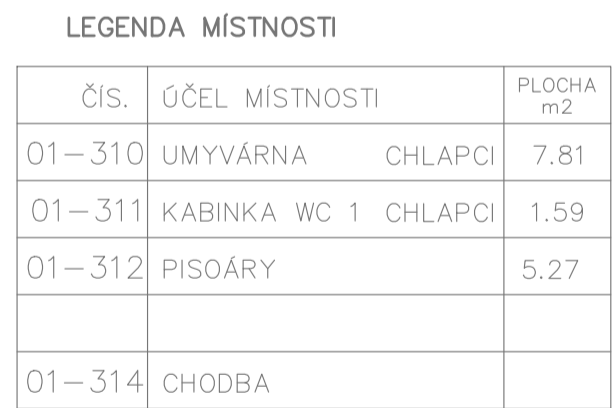 LEGENDA MÍSTNOSTI
ČÍS. ÚČEL MÍSTNOSTI PLOCHA m2
01-310 UMYVÁRNA CHLAPCI 7.81
01-311 KABINKA WC 1 CHLAPCI 1.59
01-312 PISOÁRY 5.27
01-314 CHODBA